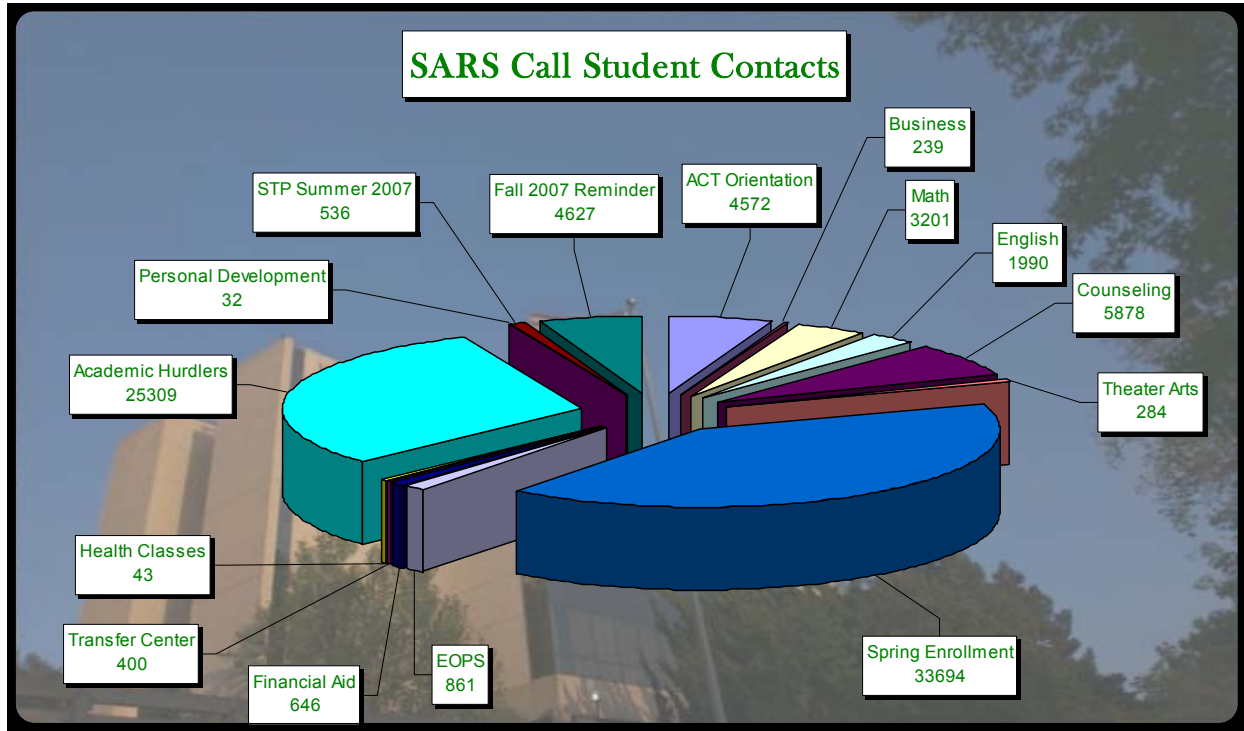 SARS Call Student Contacts
Business
239
ACT Orientation
4572
STP Summer 2007
536
Fall 2007 Reminder
4627
Math
3201
English
1990
Personal Development
32
Counseling
5878
Academic Hurdlers
25309
Theater Arts
284
Health Classes
43
Transfer Center
400
EOPS
861
Spring Enrollment
33694
Financial Aid
646